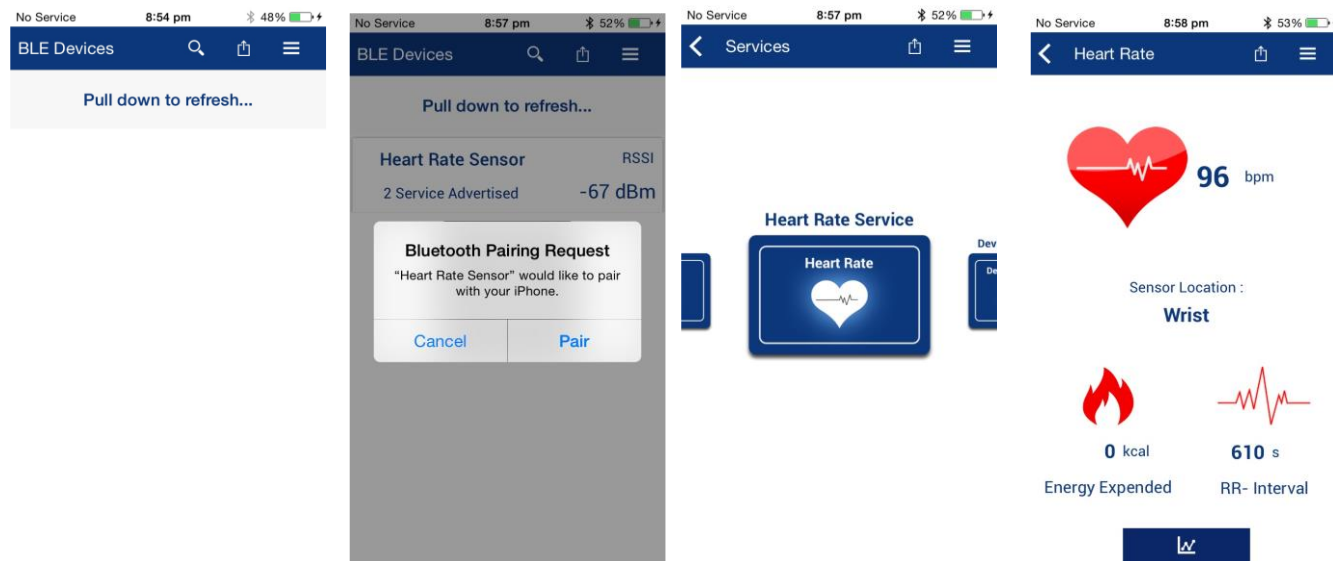 No Service 8:54 pm 48%
BLE Devices
Pull down to refresh...
No Service 8:57 pm 52%
BLE Devices
Pull down to refresh...
Heart Rate Sensor RSSI
2 Service Advertised -67 dBm
Bluetooth Pairing Request
“Heart Rate Sensor” would like to pair
with your iPhone.
Cancel Pair
No Service 8:57 pm 52%
Services
Heart Rate Service
Heart Rate
Dev
De
No Service 8:58 pm 53%
Heart Rate
96 bpm
Sensor Location :
Wrist
0 kcal 610 s
Energy Expended RR- Interval